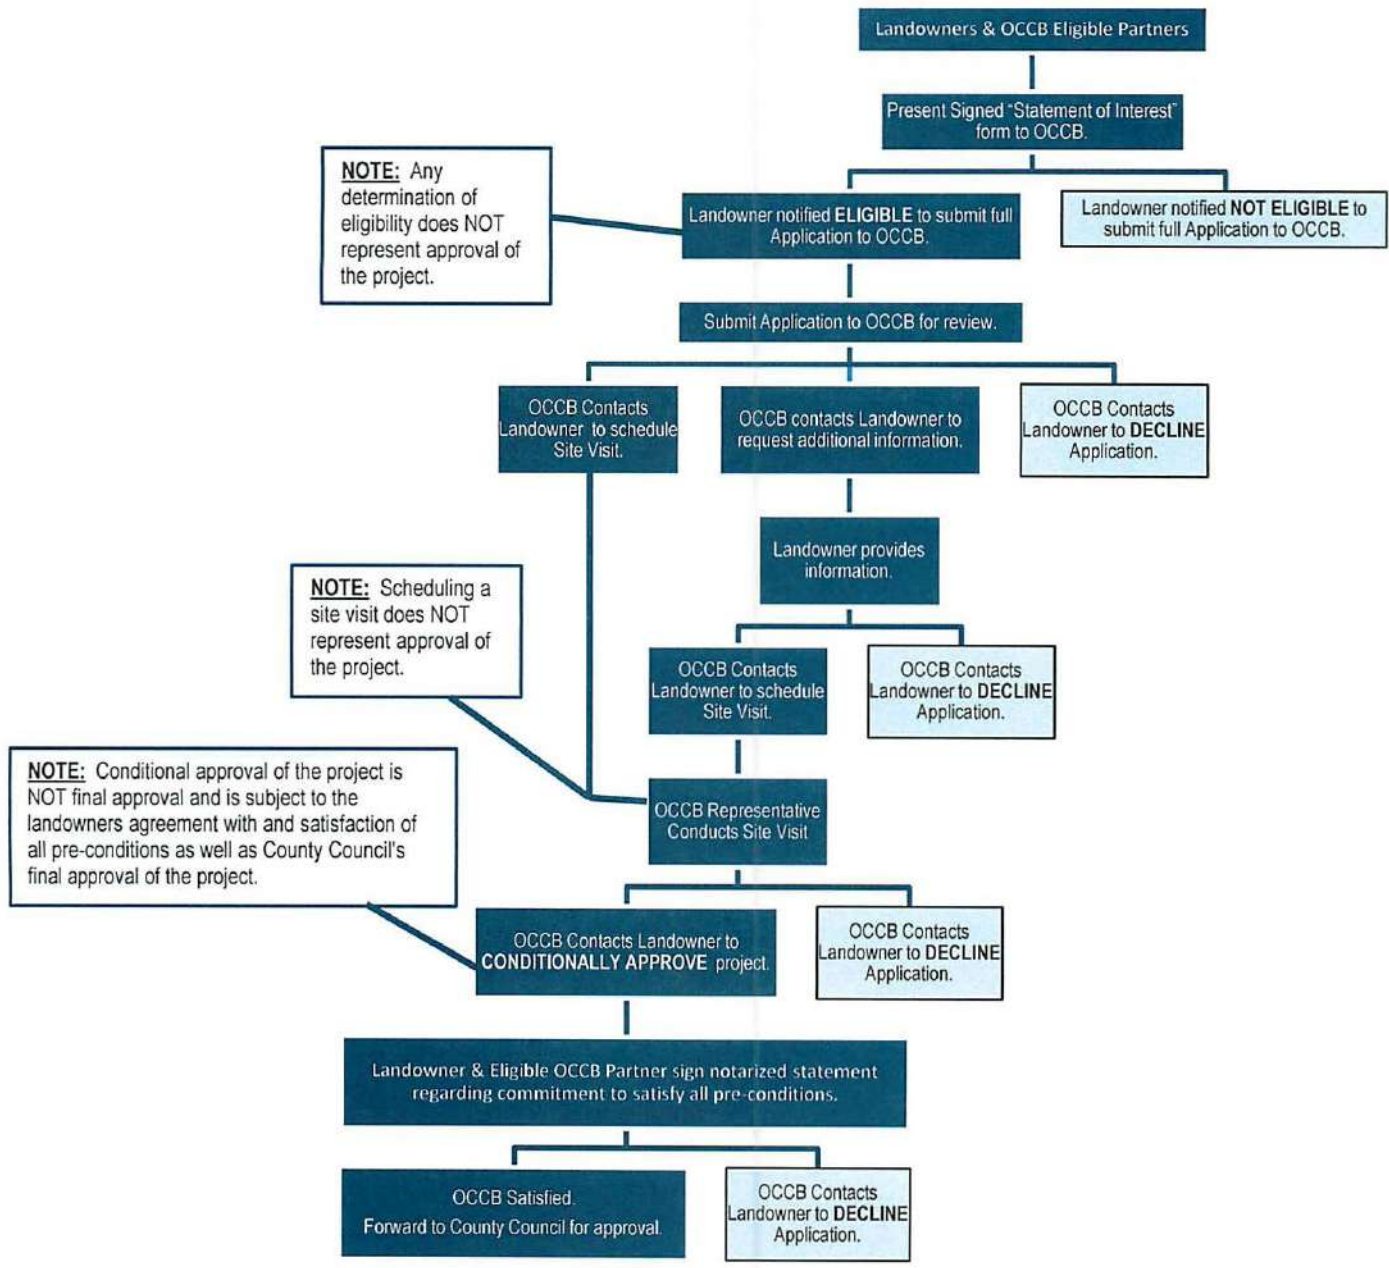 Landowners & OCCB Eligible Partners
Present Signed "Statement of Interest"
form to OCCB.
NOTE: Any
determination of
eligibility does NOT
represent approval of
the project.
Landowner notified ELIGIBLE to submit full
Application to OCCB.
Landowner notified NOT ELIGIBLE to
submit full Application to OCCB.
Submit Application to OCCB for review.
OCCB Contacts
Landowner to schedule
Site Visit.
OCCB contacts Landowner to
request additional information.
OCCB Contacts
Landowner to DECLINE
Application.
Landowner provides
information.
NOTE: Scheduling a
site visit does NOT
represent approval of
the project.
OCCB Contacts
Landowner to schedule
Site Visit.
OCCB Contacts
Landowner to DECLINE
Application.
NOTE: Conditional approval of the project is
NOT final approval and is subject to the
landowners agreement with and satisfaction of
all pre-conditions as well as County Council's
final approval of the project.
OCCB Representative
Conducts Site Visit
OCCB Contacts Landowner to
CONDITIONALLY APPROVE project.
OCCB Contacts
Landowner to DECLINE
Application.
Landowner & Eligible OCCB Partner sign notarized statement
regarding commitment to satisfy all pre-conditions.
OCCB Satisfied.
Forward to County Council for approval.
OCCB Contacts
Landowner to DECLINE
Application.